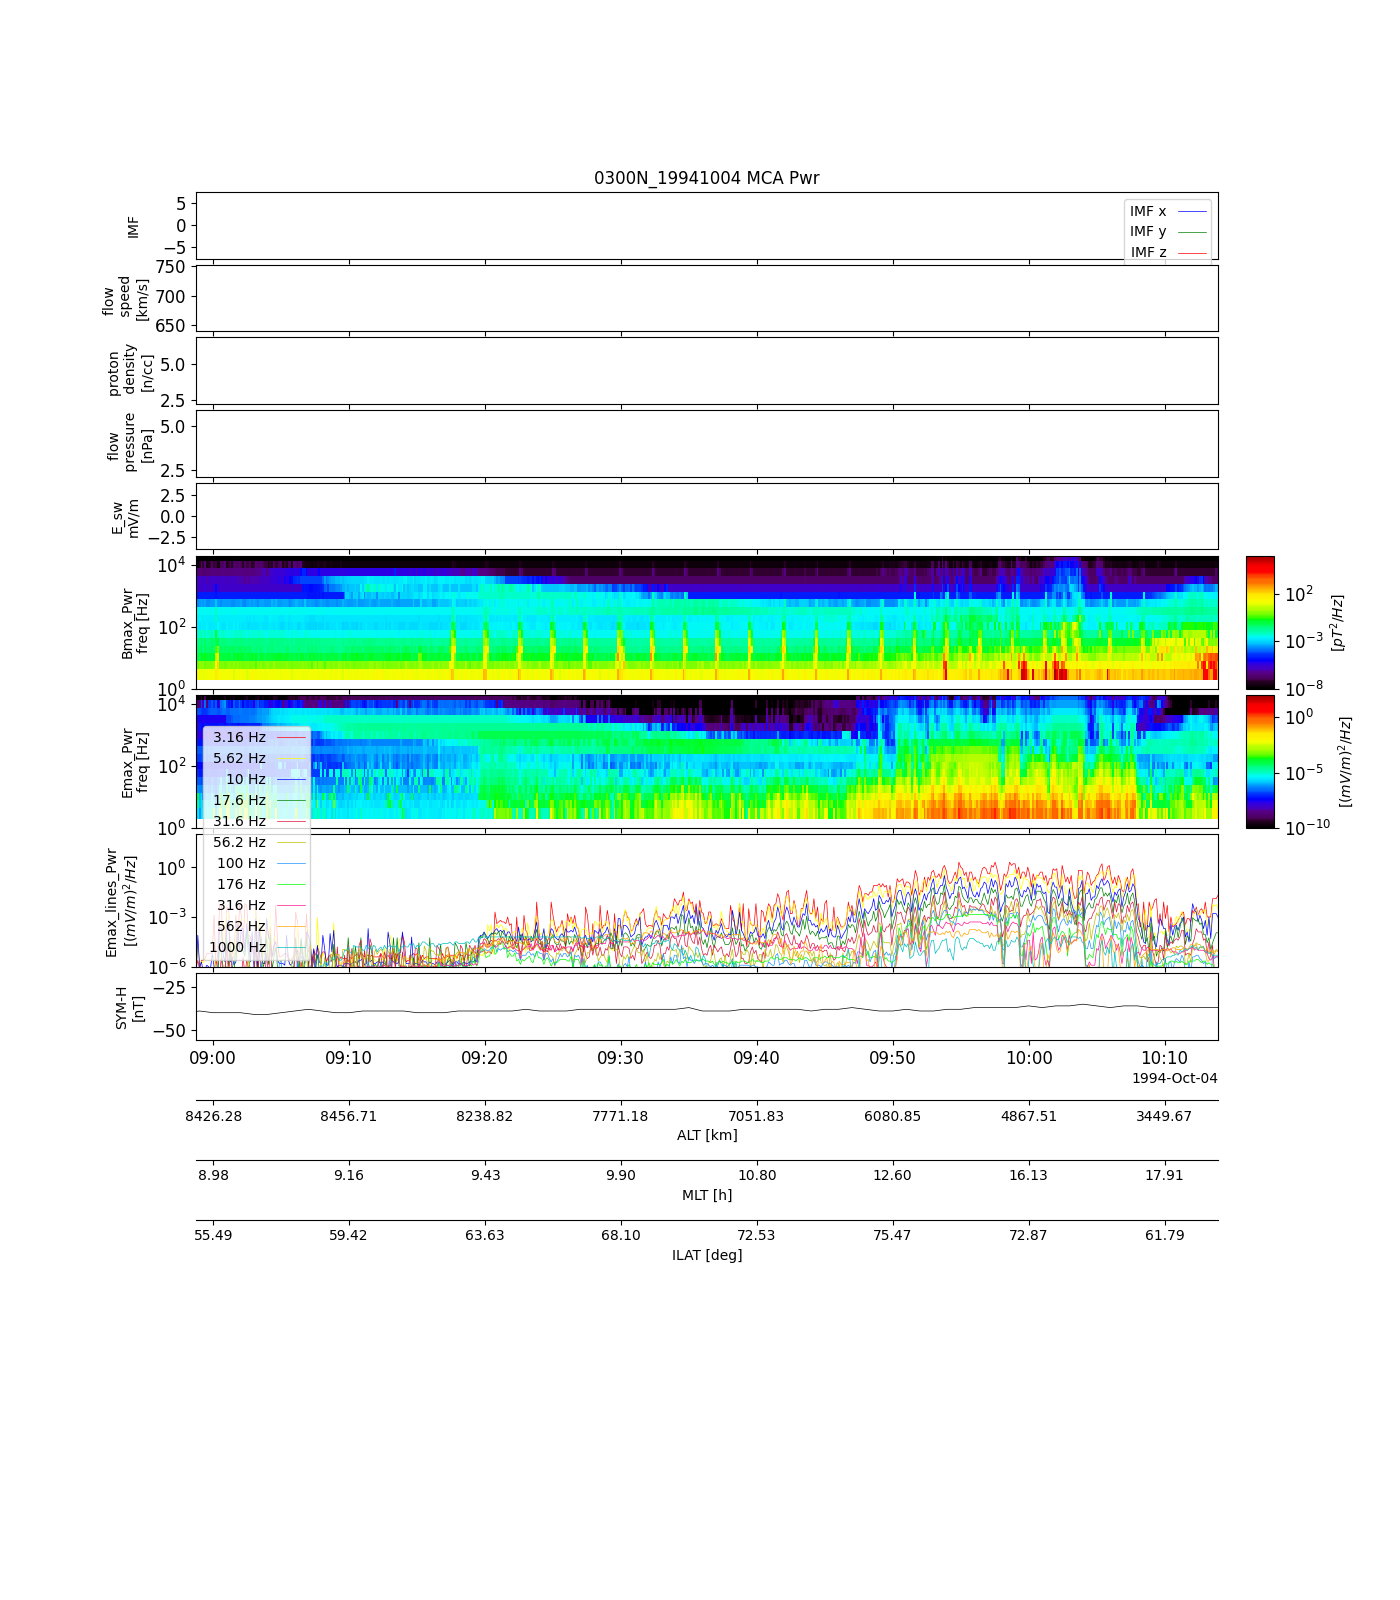 0300N_19941004 MCA Pwr
IMF
5
0
−5
IMF x
IMF y
IMF z
flow
speed
[km/s]
750
700
650
proton
density
[n/cc]
5.0
2.5
flow
pressure
[nPa]
5.0
2.5
E_sw
mV/m
2.5
0.0
−2.5
Bmax_Pwr
freq [Hz]
10^4
10^2
10^0
10^2
10^−3
10^−8
[pT^2/Hz]
Emax_Pwr
freq [Hz]
10^4
10^2
10^0
10^0
10^−5
10^−10
[(mV/m)^2/Hz]
3.16 Hz
5.62 Hz
10 Hz
17.6 Hz
31.6 Hz
56.2 Hz
100 Hz
176 Hz
316 Hz
562 Hz
1000 Hz
Emax_lines_Pwr
[(mV/m)^2/Hz]
10^0
10^−3
10^−6
SYM-H
[nT]
−25
−50
09:00 09:10 09:20 09:30 09:40 09:50 10:00 10:10
1994-Oct-04
8426.28 8456.71 8238.82 7771.18 7051.83 6080.85 4867.51 3449.67
ALT [km]
8.98 9.16 9.43 9.90 10.80 12.60 16.13 17.91
MLT [h]
55.49 59.42 63.63 68.10 72.53 75.47 72.87 61.79
ILAT [deg]